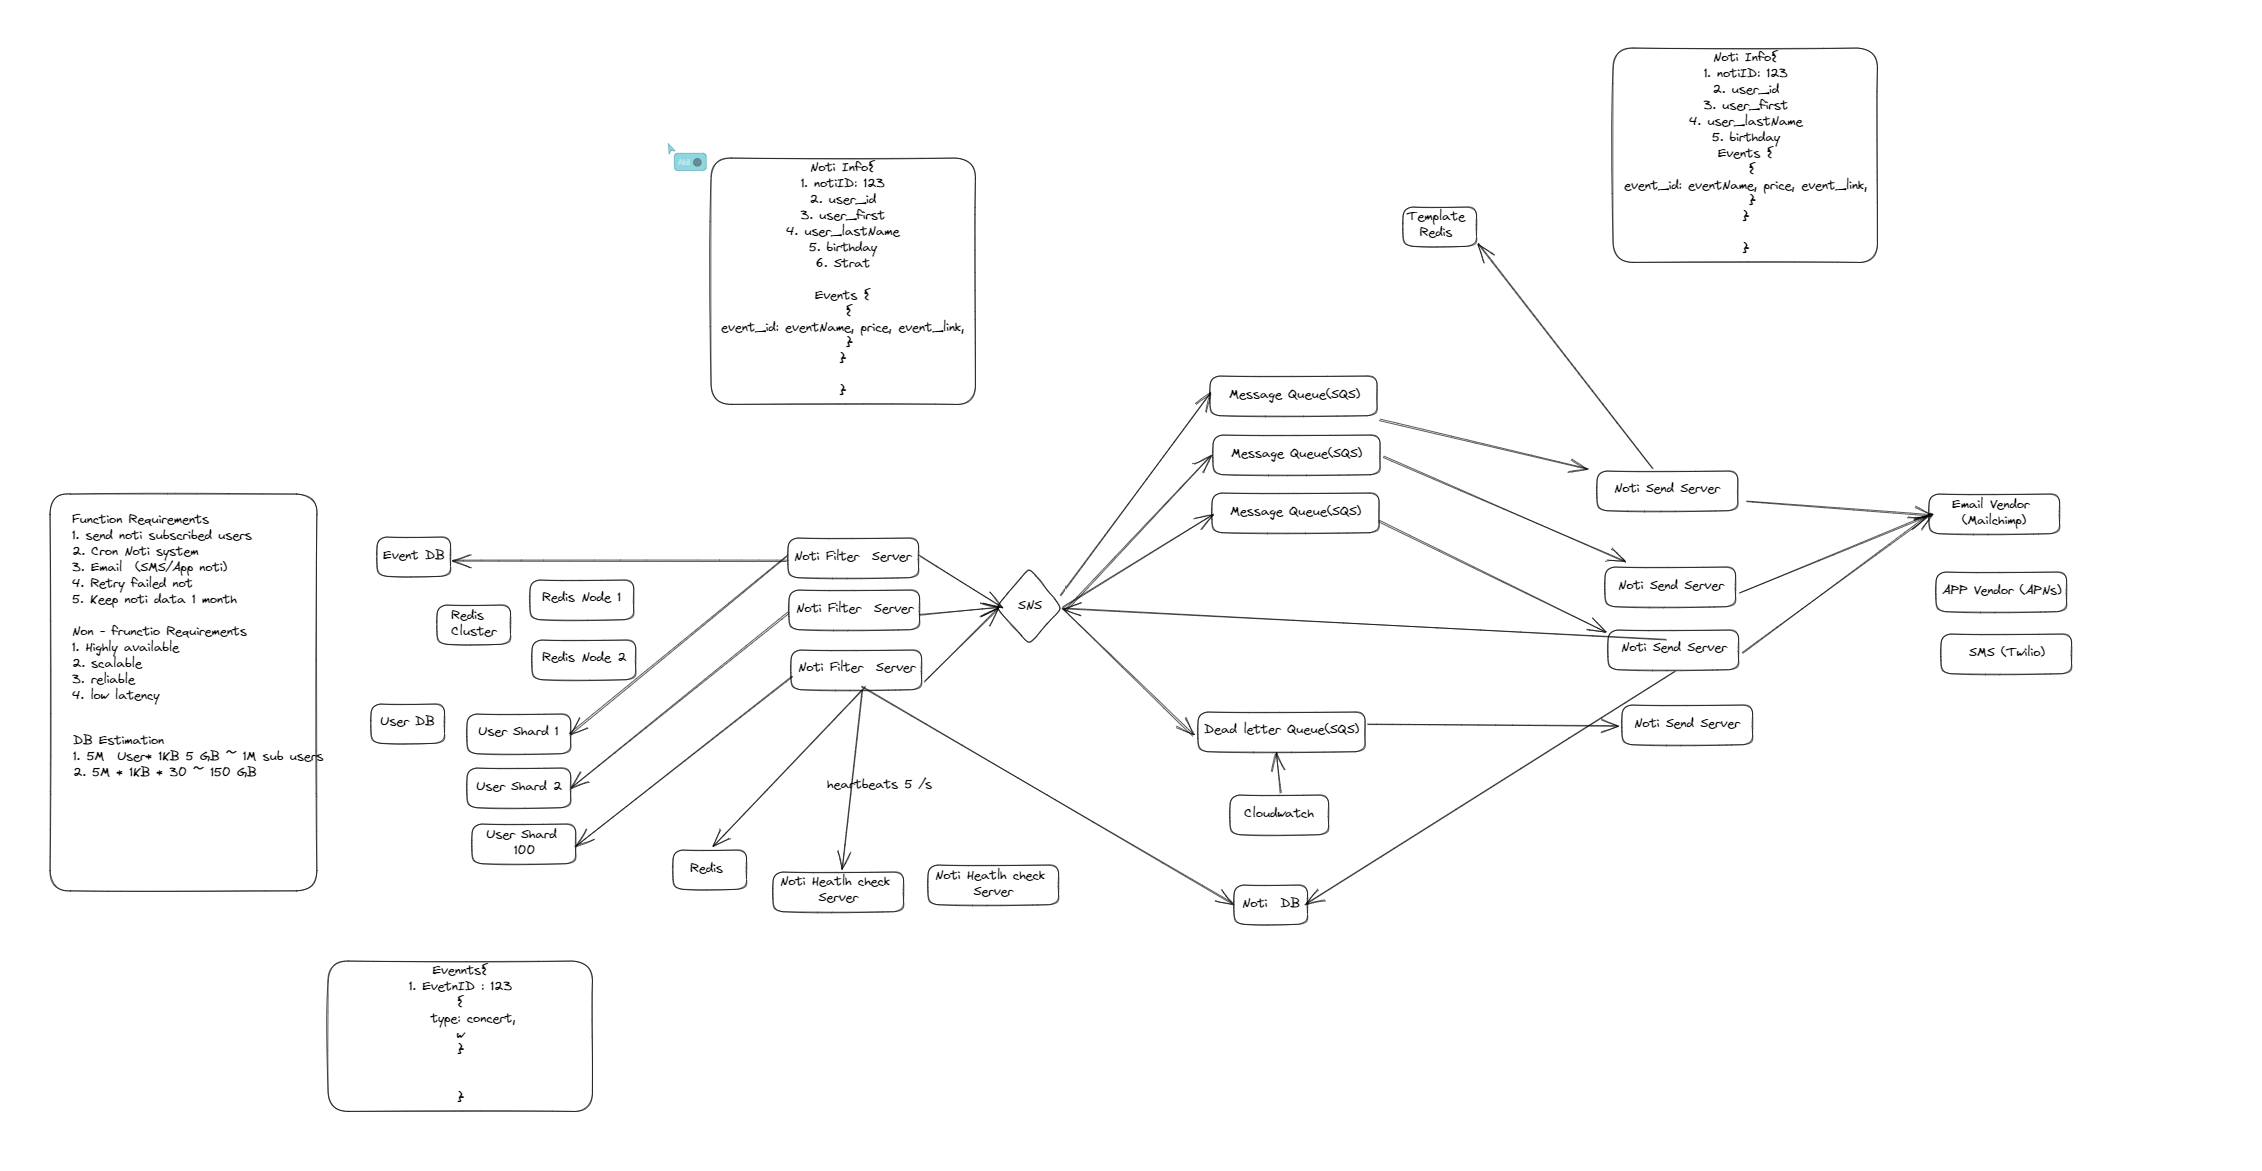 Noti Info{
1. notiID: 123
2. user_id
3. user_first
4. user_lastName
5. birthday
Events {
{
event_id: eventName, price, event_link,
}
}
}
Noti Info{
1. notiID: 123
2. user_id
3. user_first
4. user_lastName
5. birthday
6. Strat
Events {
{
event_id: eventName, price, event_link,
}
}
}
Template
Redis
Function Requirements
1. send noti subscribed users
2. Cron Noti system
3. Email (SMS/App noti)
4. Retry failed not
5. Keep noti data 1 month
Non - frunctio Requirements
1. Highly available
2. scalable
3. reliable
4. low latency
DB Estimation
1. 5M User* 1KB 5 GB ~ 1M sub users
2. 5M * 1KB * 30 ~ 150 GB
Event DB
Redis
Cluster
Redis Node 1
Redis Node 2
User DB
User Shard 1
User Shard 2
User Shard
100
Noti Filter Server
Noti Filter Server
Noti Filter Server
heartbeats 5 /s
Redis
Noti Heatlh check
Server
Noti Heatlh check
Server
SNS
Message Queue(SQS)
Message Queue(SQS)
Message Queue(SQS)
Dead letter Queue(SQS)
Cloudwatch
Noti DB
Noti Send Server
Noti Send Server
Noti Send Server
Noti Send Server
Email Vendor
(Mailchimp)
APP Vendor (APNs)
SMS (Twilio)
Evennts{
1. EvetnID : 123
{
type: concert,
w
}
}